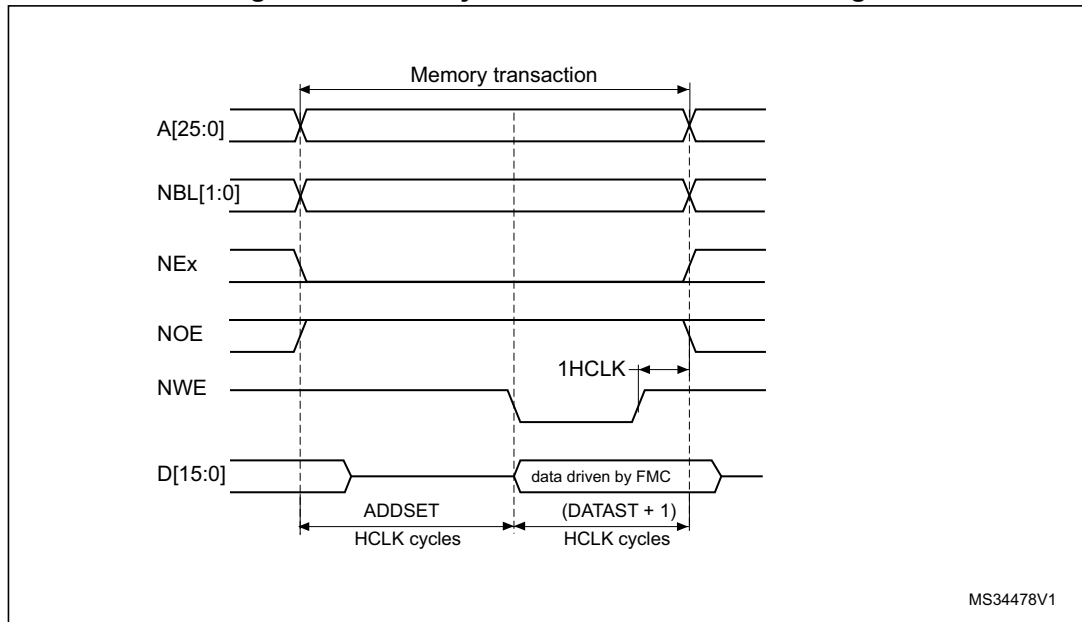 Memory transaction
A[25:0]
NBL[1:0]
NEx
NOE
1HCLK
NWE
D[15:0]
data driven by FMC
ADDSET
(DATAST + 1)
HCLK cycles
HCLK cycles
MS34478V1